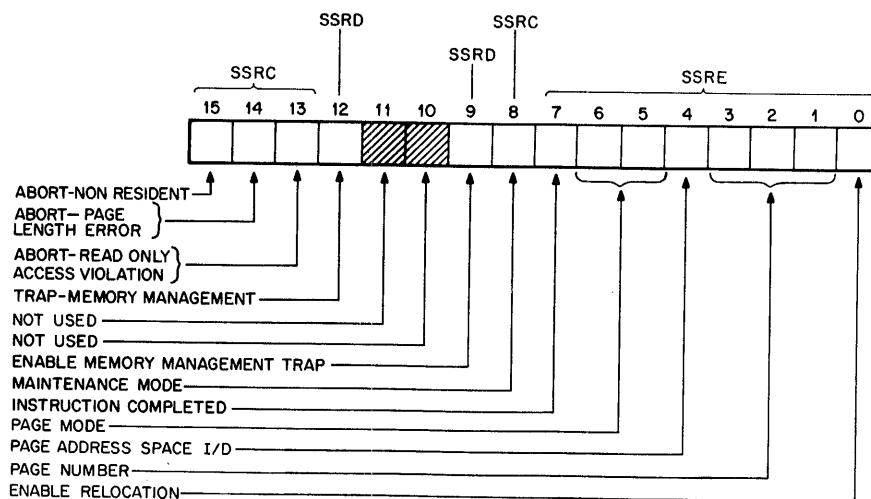 SSRD
SSRC
SSRC
SSRD
SSRE
15 14 13 12 11 10 9 8 7 6 5 4 3 2 1 0
ABORT-NON RESIDENT
ABORT-PAGE
LENGTH ERROR
ABORT-READ ONLY
ACCESS VIOLATION
TRAP-MEMORY MANAGEMENT
NOT USED
NOT USED
ENABLE MEMORY MANAGEMENT TRAP
MAINTENANCE MODE
INSTRUCTION COMPLETED
PAGE MODE
PAGE ADDRESS SPACE I/D
PAGE NUMBER
ENABLE RELOCATION